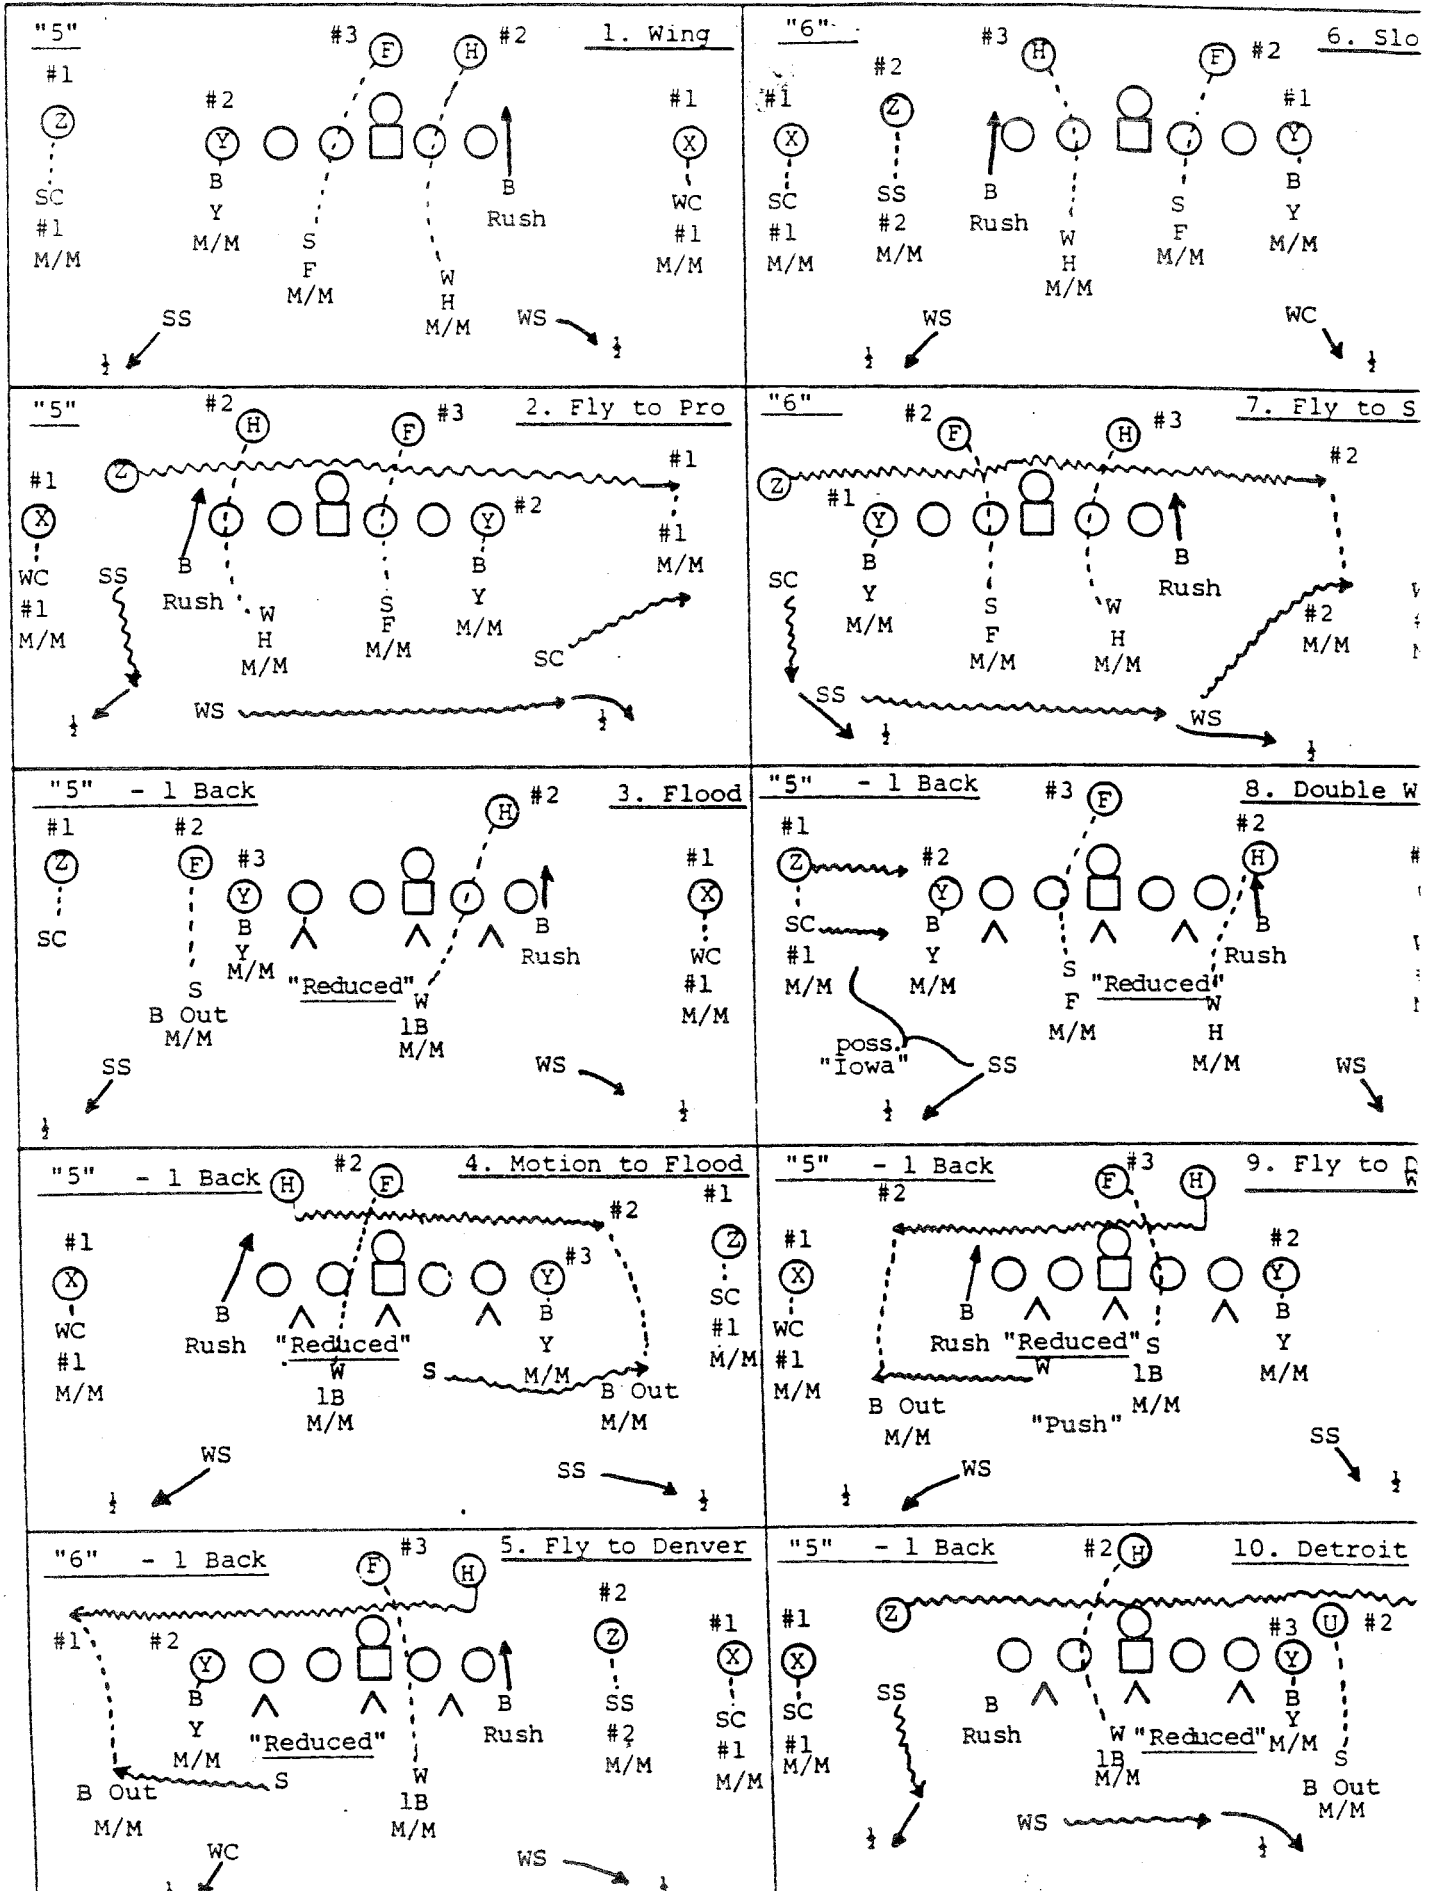 "5"
1. Wing
#1
#3 F
H #2
#2
#1
Z
Y
X
SC
#1
M/M
B
Y
M/M
S
F
M/M
W
H
M/M
B
Rush
WC
#1
M/M
SS
WS
½
½
"6"
6. Slo
#2
#3 H
F #2
#1
#1
Z
X
Y
SC
#1
M/M
SS
#2
M/M
B
Rush
W
H
M/M
S
F
M/M
B
Y
M/M
WS
WC
½
½
"5"
2. Fly to Pro
#2 H
F #3
#1
Z
#1
X
Y #2
#1
M/M
WC
#1
M/M
SS
B
Rush
W
H
M/M
S
F
M/M
B
Y
M/M
SC
WS
½
½
"6"
7. Fly to S
#2 F
H #3
#2
Z
#1
Y
SC
B
Y
M/M
S
F
M/M
W
H
M/M
B
Rush
#2
M/M
SS
WS
½
½
"5" - 1 Back
3. Flood
#1
#2
H #2
#1
Z
F
#3
Y
X
SC
S
B Out
M/M
B
Y
M/M
"Reduced"
W
1B
M/M
B
Rush
WC
#1
M/M
SS
WS
½
½
"5" - 1 Back
8. Double W
#3 F
#1
#2
Z
#2
Y
H
SC
#1
M/M
B
Y
M/M
S
F
M/M
"Reduced"
W
H
M/M
B
Rush
poss.
"Iowa"
SS
WS
½
"5" - 1 Back
4. Motion to Flood
H
#2 F
#1
#2
#1
Z
X
Y #3
WC
#1
M/M
B
Rush
"Reduced"
W
1B
M/M
S
B
Y
M/M
B Out
M/M
SC
#1
M/M
WS
SS
½
½
"5" - 1 Back
9. Fly to D
W
#2
F #3
H
#1
#2
X
Y
WC
#1
M/M
B
Rush
"Reduced"
W
S
1B
M/M
B
Y
M/M
B Out
M/M
"Push"
WS
SS
½
½
"6" - 1 Back
5. Fly to Denver
F #3
H
#2
#1
#2
Y
Z
X
B
Y
M/M
"Reduced"
S
B Out
M/M
W
1B
M/M
B
Rush
SS
#2
M/M
SC
#1
M/M
WC
WS
½
½
"5" - 1 Back
10. Detroit
#2 H
Z
#1
X
#3
Y
U #2
SS
SC
#1
M/M
B
Rush
W
1B
M/M
"Reduced"
B
Y
M/M
S
B Out
M/M
WS
½
½